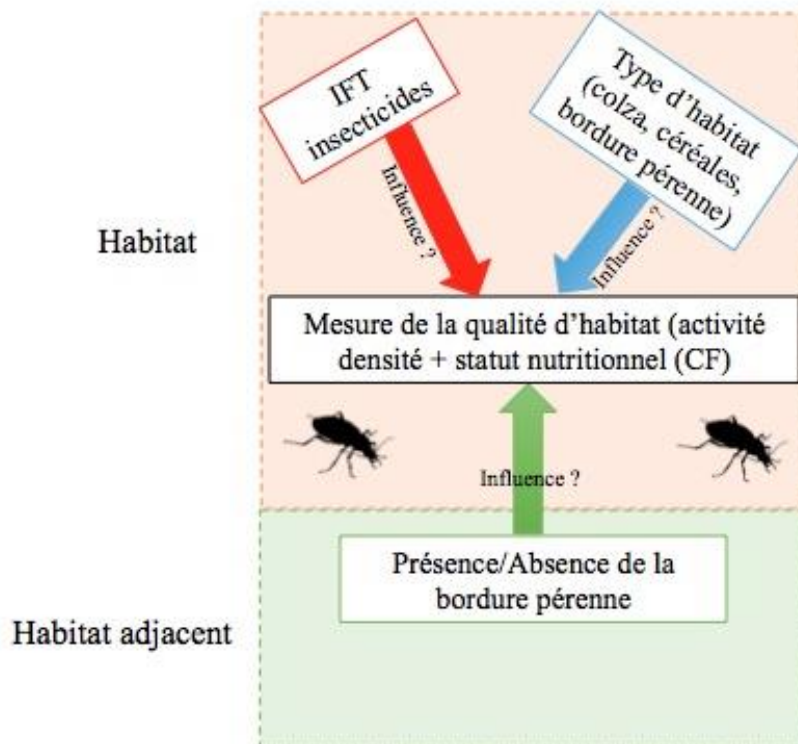 IFT
insecticides
Type d'habitat
(colza, céréales,
bordure pérenne)
Influence ?
Influence ?
Habitat
Mesure de la qualité d'habitat (activité
densité + statut nutritionnel (CF)
Influence ?
Présence/Absence de la
bordure pérenne
Habitat adjacent